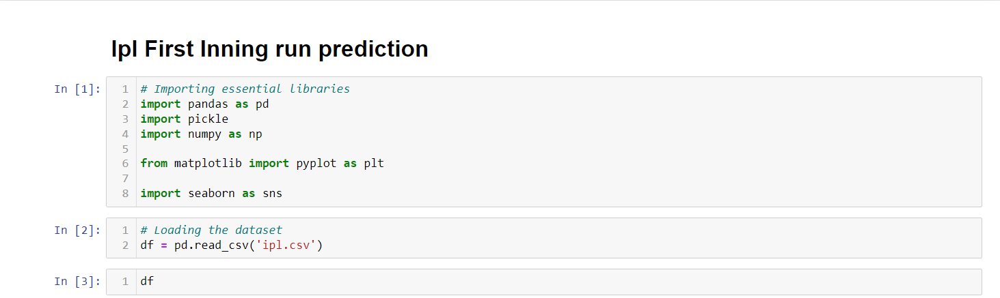 Ipl First Inning run prediction
In [1]:
1 # Importing essential libraries
2 import pandas as pd
3 import pickle
4 import numpy as np
5
6 from matplotlib import pyplot as plt
7
8 import seaborn as sns
In [2]:
1 # Loading the dataset
2 df = pd.read_csv('ipl.csv')
In [3]:
1 df